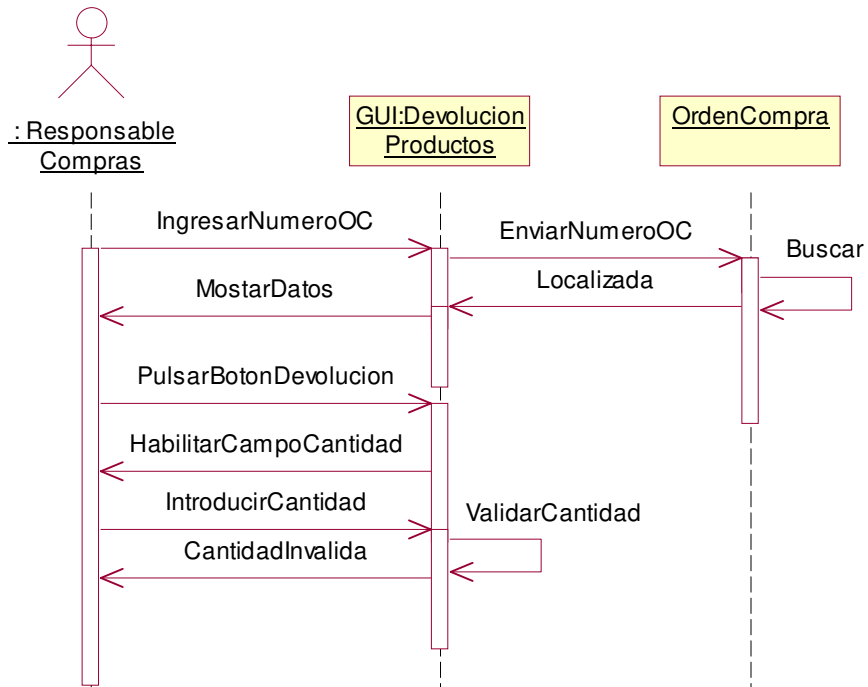 : Responsable
Compras
GUI:Devolucion
Productos
OrdenCompra
IngresarNumeroOC
EnviarNumeroOC
Buscar
Localizada
MostarDatos
PulsarBotonDevolucion
HabilitarCampoCantidad
IntroducirCantidad
ValidarCantidad
CantidadInvalida